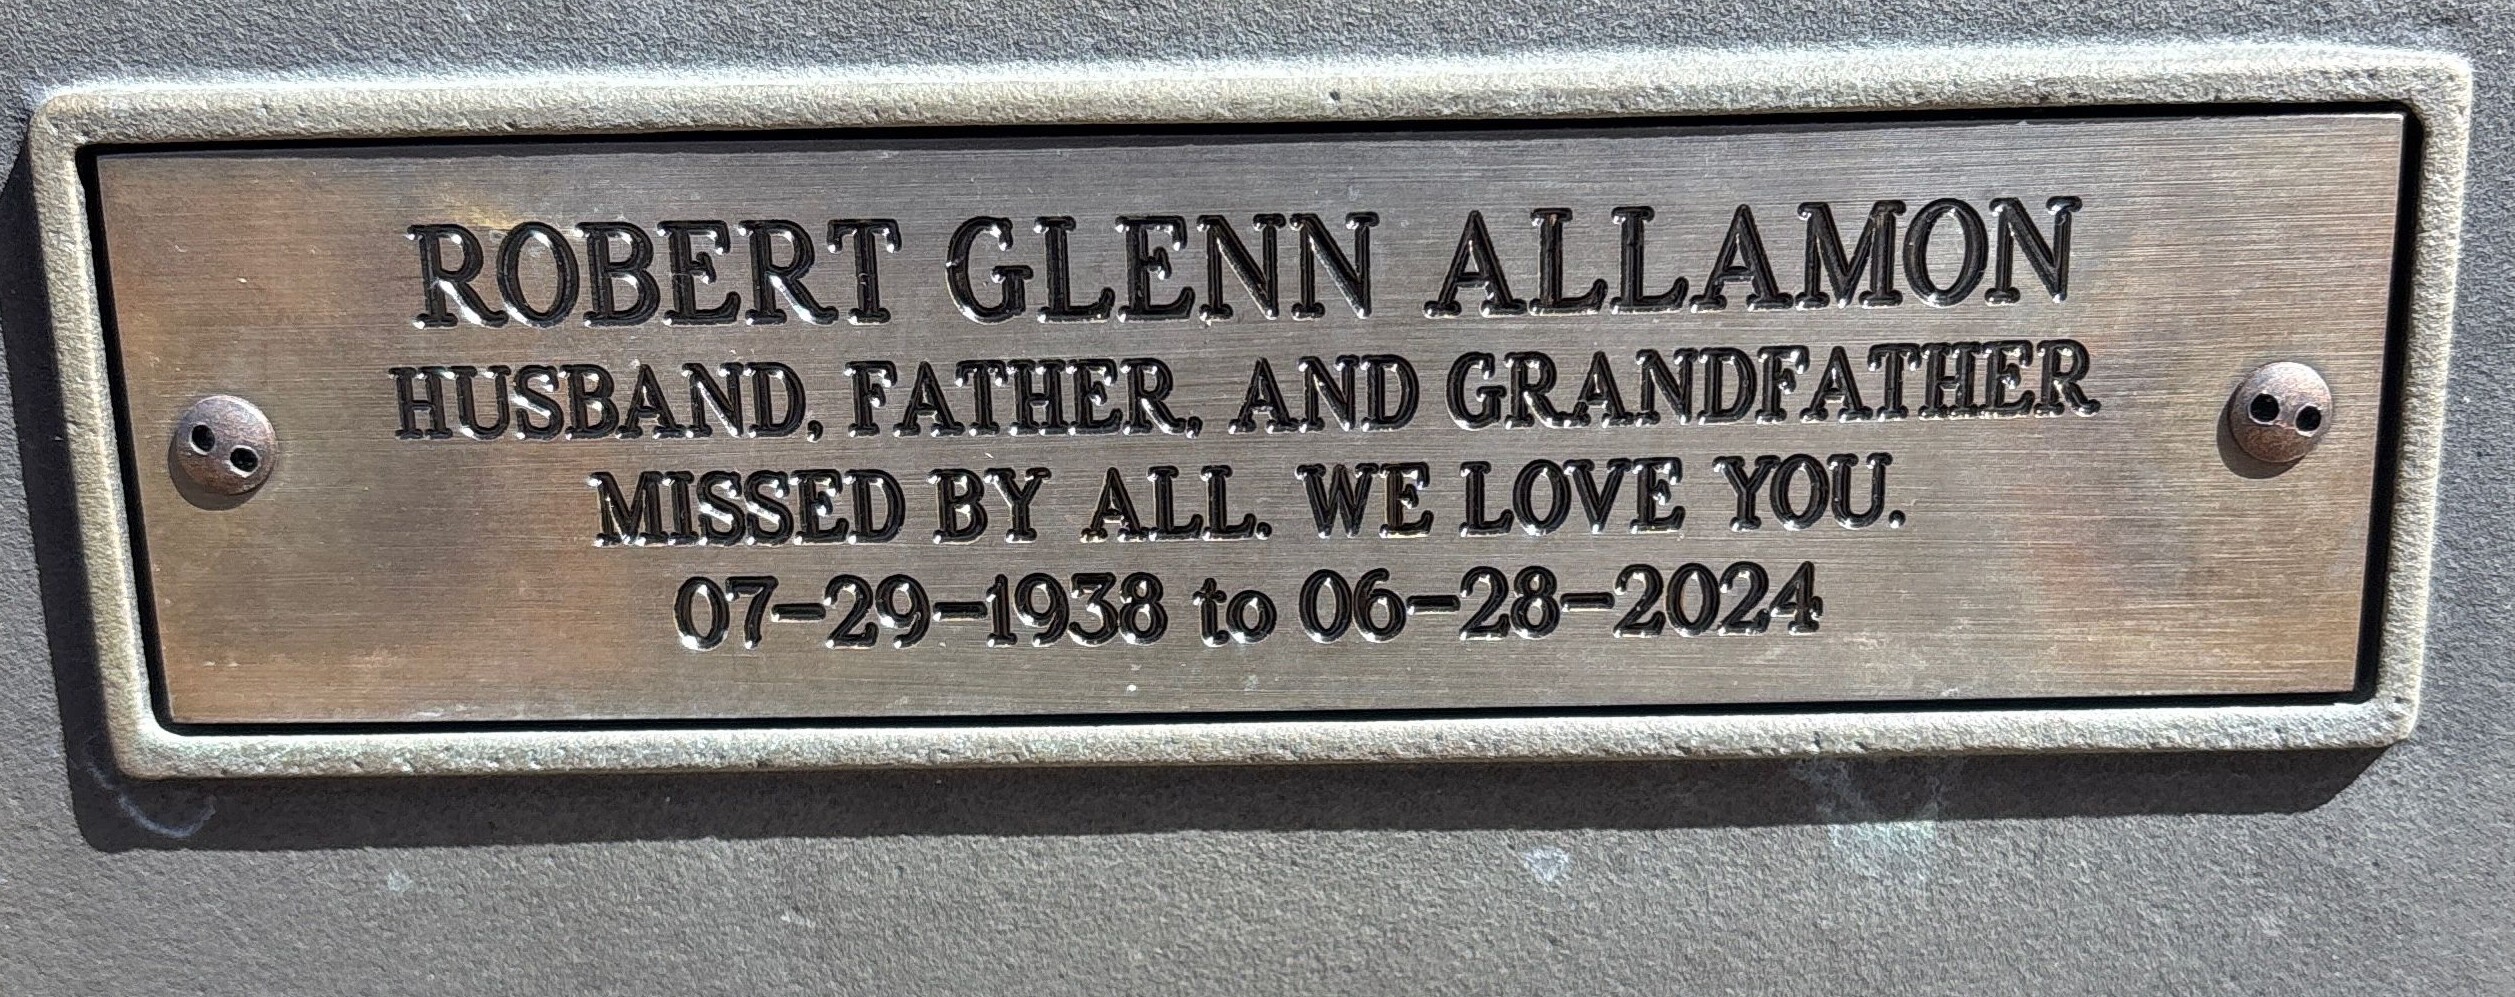 ROBERT GLENN ALLAMON
HUSBAND, FATHER, AND GRANDFATHER
MISSED BY ALL. WE LOVE YOU.
07-29-1938 to 06-28-2024